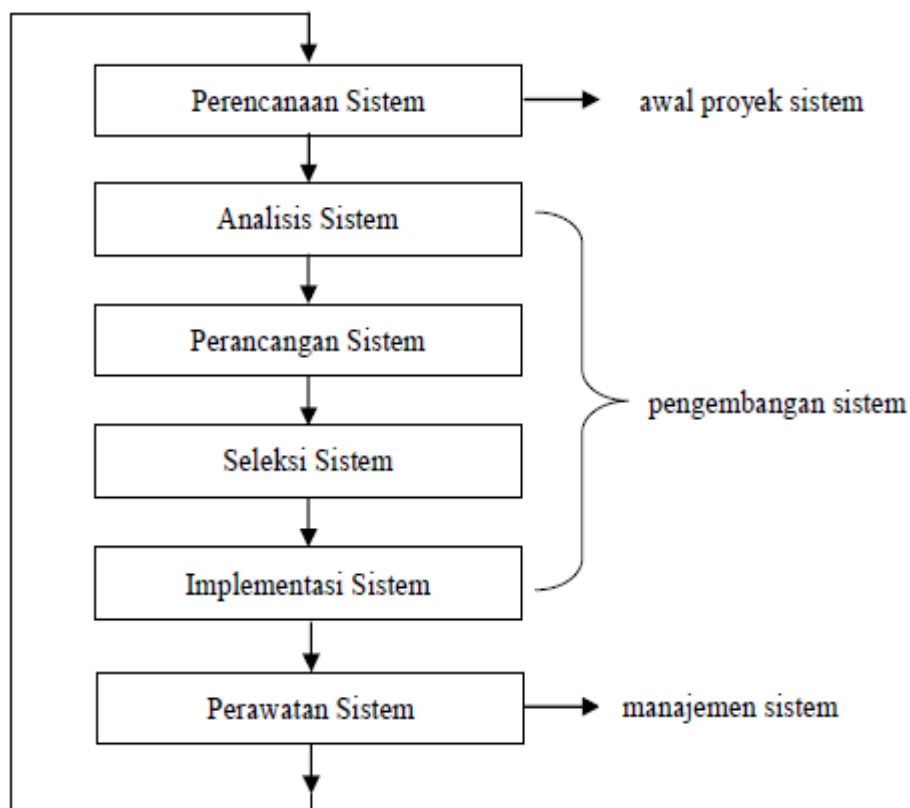 Perencanaan Sistem
awal proyek sistem
Analisis Sistem
Perancangan Sistem
pengembangan sistem
Seleksi Sistem
Implementasi Sistem
Perawatan Sistem
manajemen sistem